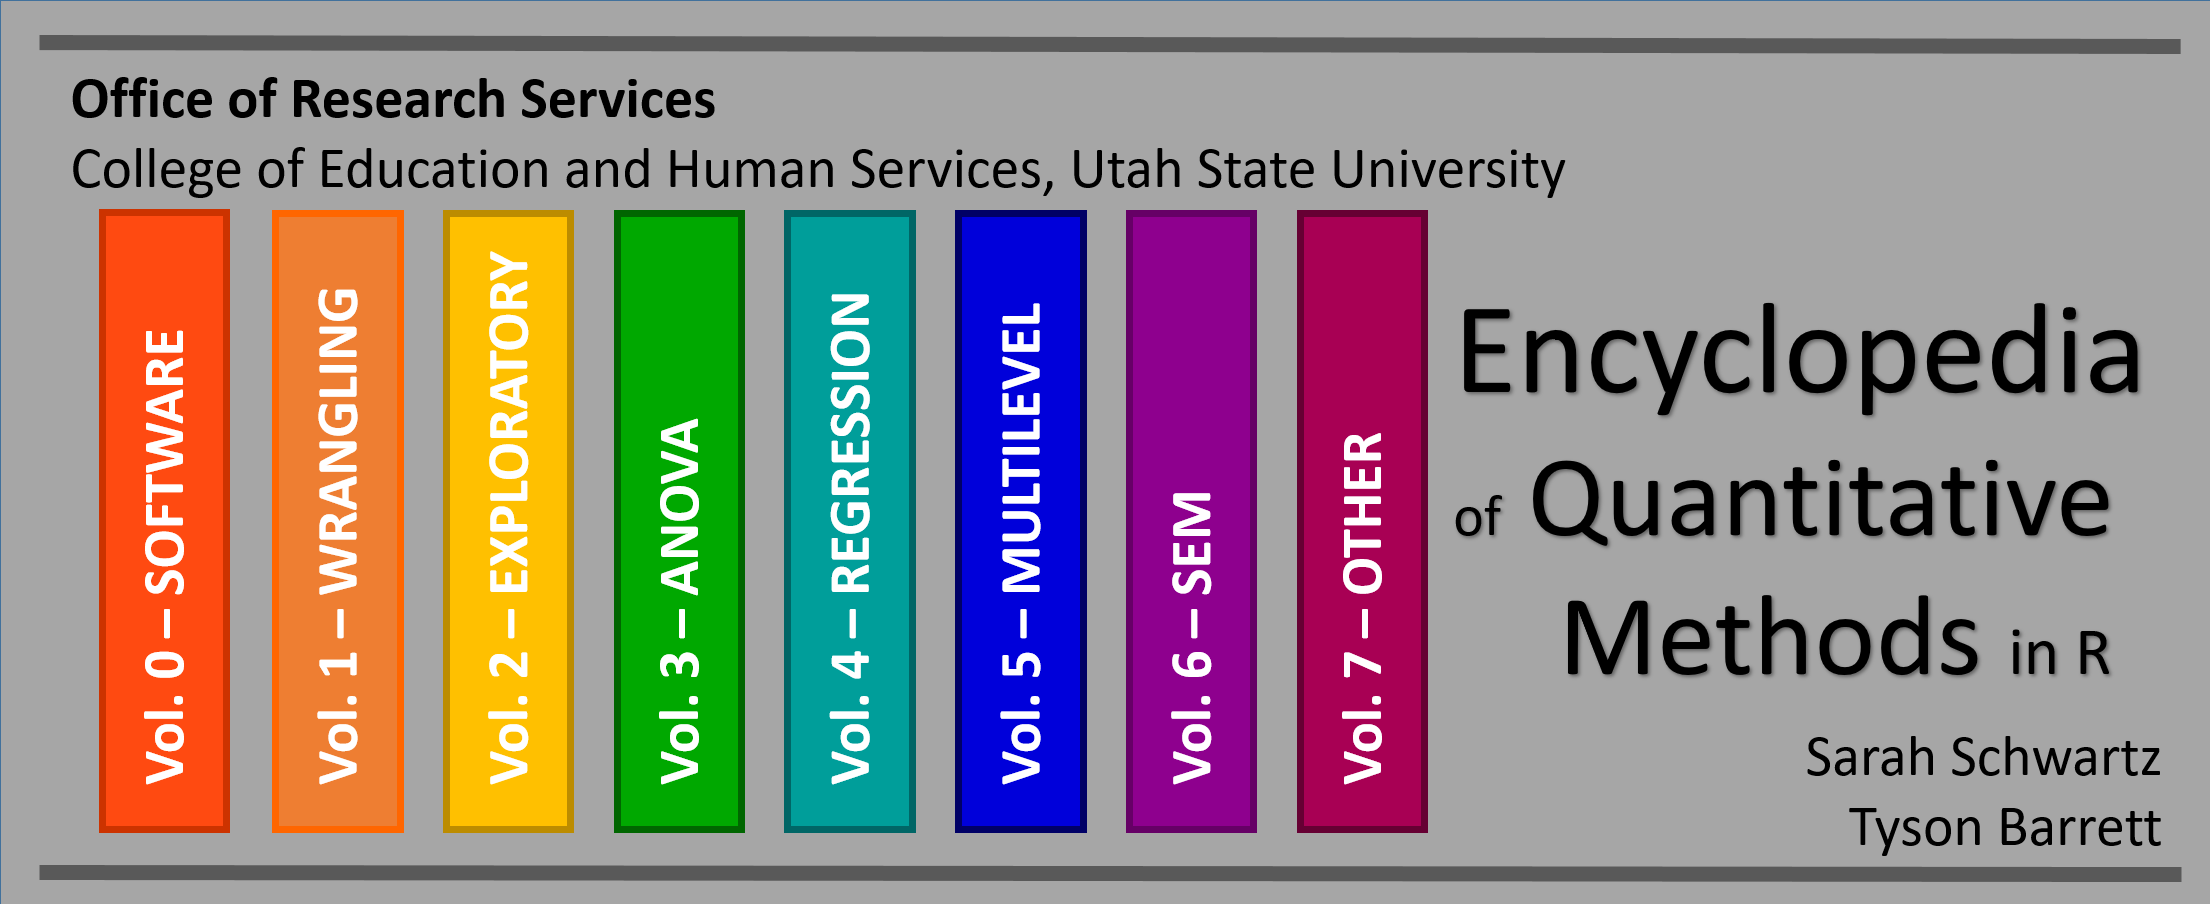 Office of Research Services
College of Education and Human Services, Utah State University
Vol. 0 – SOFTWARE
Vol. 1 – WRANGLING
Vol. 2 – EXPLORATORY
Vol. 3 – ANOVA
Vol. 4 – REGRESSION
Vol. 5 – MULTILEVEL
Vol. 6 – SEM
Vol. 7 – OTHER
Encyclopedia
of Quantitative
Methods in R
Sarah Schwartz
Tyson Barrett